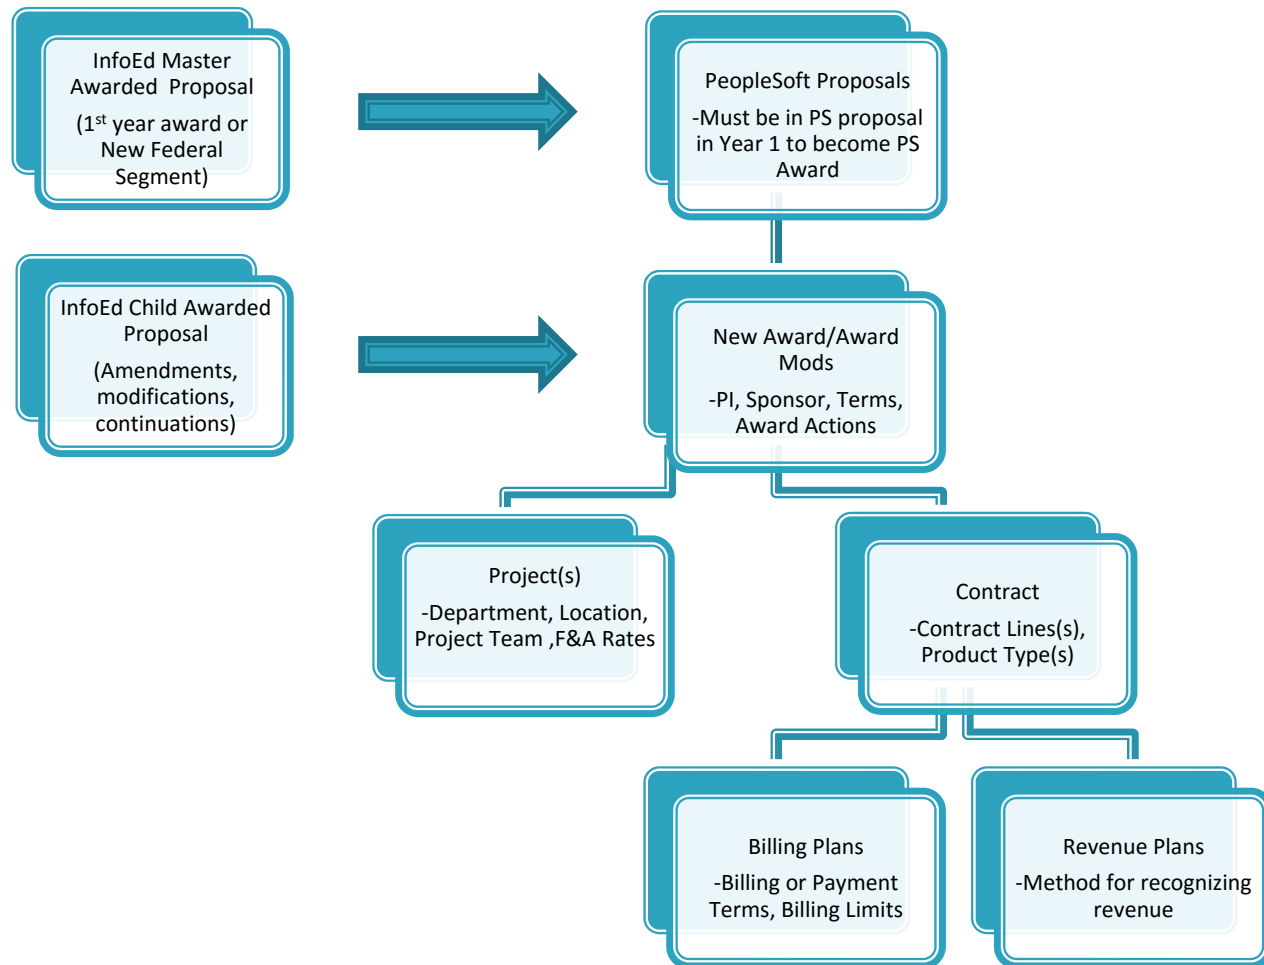 InfoEd Master
Awarded  Proposal
(1st year award or
New Federal
Segment)
PeopleSoft Proposals
-Must be in PS proposal
in Year 1 to become PS
Award
InfoEd Child Awarded
Proposal
(Amendments,
modifications,
continuations)
New Award/Award
Mods
-PI, Sponsor, Terms,
Award Actions
Project(s)
-Department, Location,
Project Team ,F&A Rates
Contract
-Contract Lines(s),
Product Type(s)
Billing Plans
-Billing or Payment
Terms, Billing Limits
Revenue Plans
-Method for recognizing
revenue